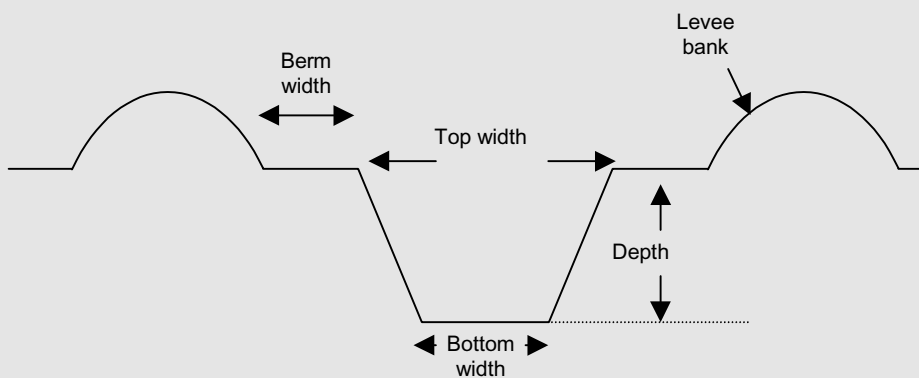 Levee
bank
Berm
width
Top width
Depth
Bottom
width